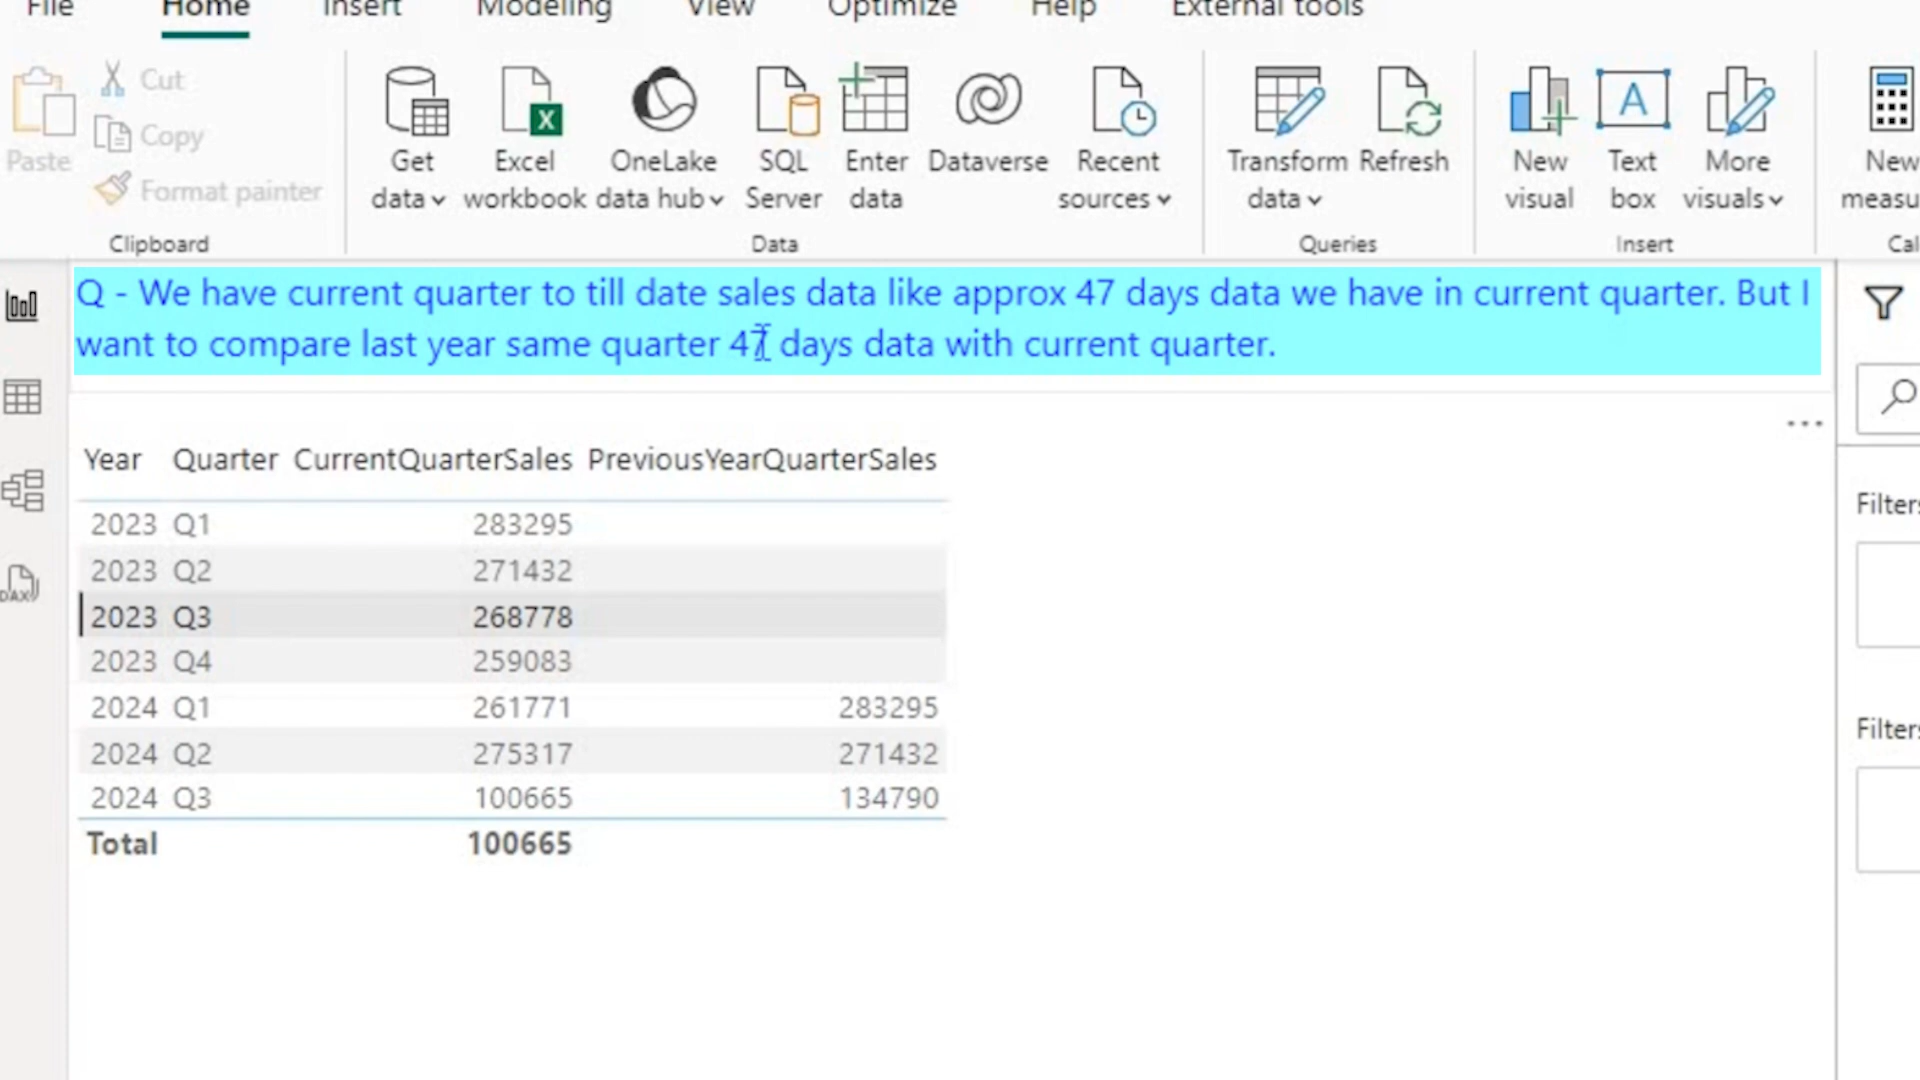 File Home Insert Modeling View Optimize Help External tools
Paste
Cut
Copy
Format painter
Get data
Excel workbook
OneLake data hub
SQL Server
Enter data
Dataverse
Recent sources
Transform data
Refresh
New visual
Text box
More visuals
New measu
Clipboard Data Queries Insert Cal
Q - We have current quarter to till date sales data like approx 47 days data we have in current quarter. But I
want to compare last year same quarter 47 days data with current quarter.
Year Quarter CurrentQuarterSales PreviousYearQuarterSales
2023 Q1 283295
2023 Q2 271432
2023 Q3 268778
2023 Q4 259083
2024 Q1 261771 283295
2024 Q2 275317 271432
2024 Q3 100665 134790
Total 100665
DAX
Filters
Filters